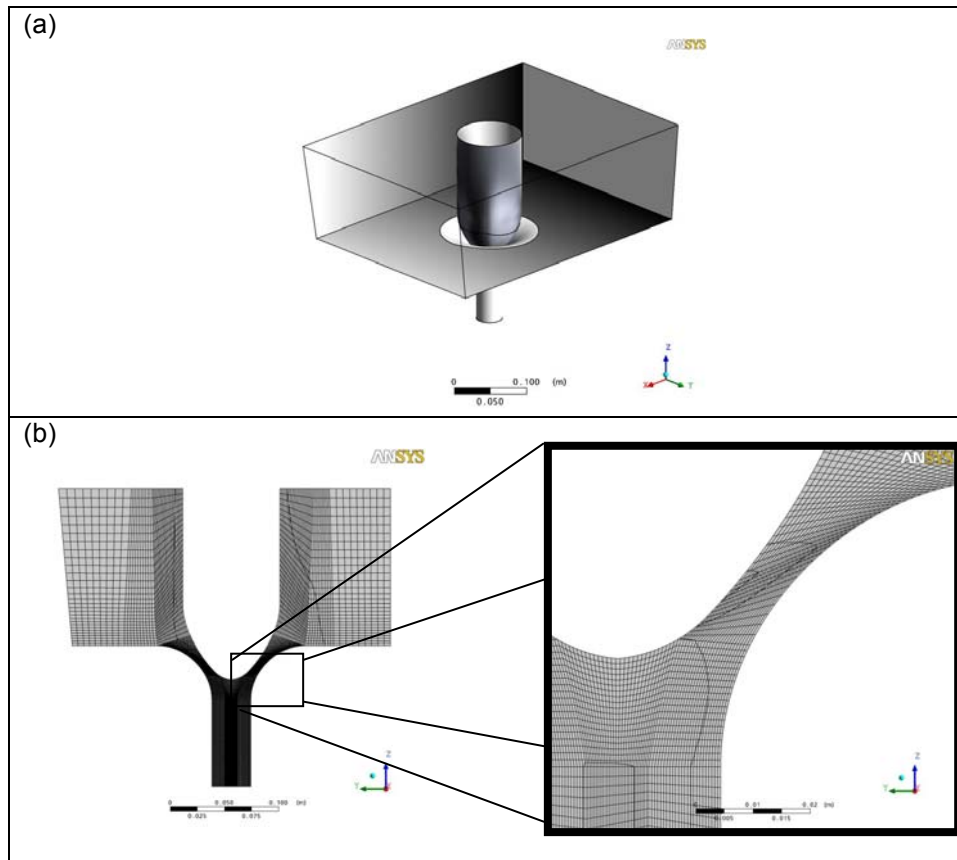 (a)
ANSYS
0 0.100 (m)
0.050
Z
X Y
(b)
ANSYS
ANSYS
0 0.050 0.100 (m)
0.025 0.075
Z
Y X
0 0.01 0.02 (m)
0.005 0.015
Z
Y X